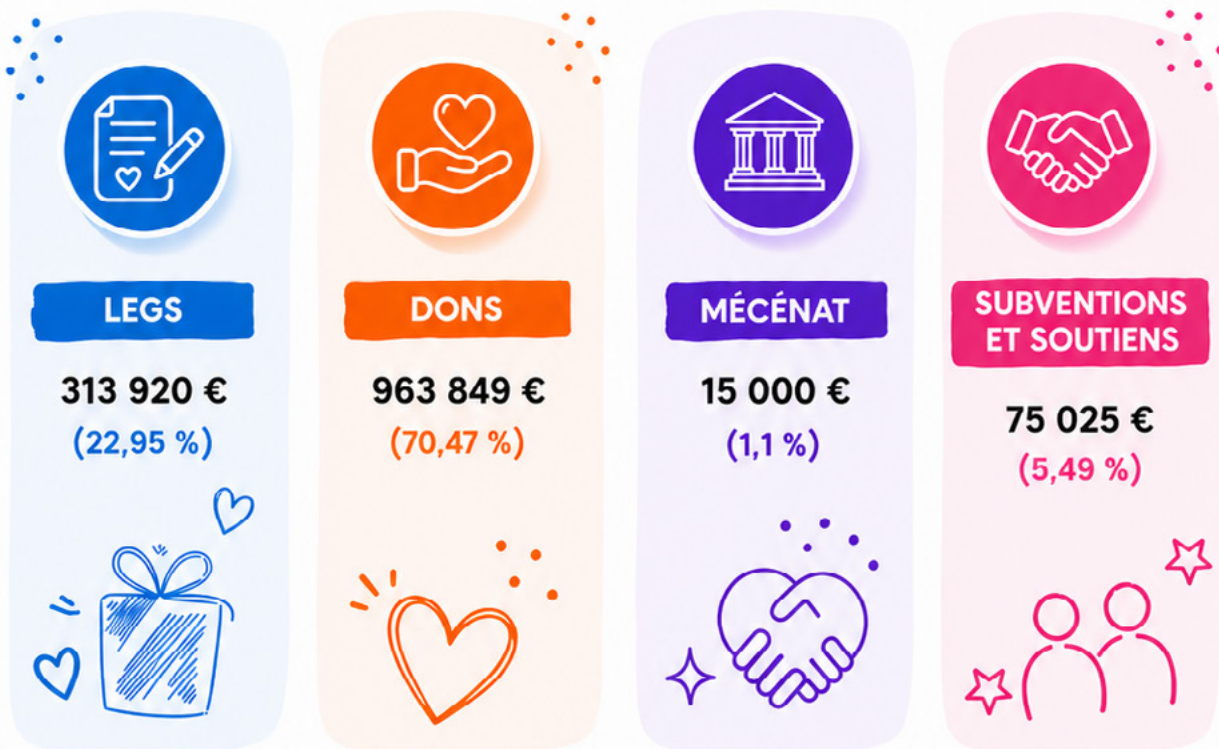 LEGS
313 920 €
(22,95 %)
DONS
963 849 €
(70,47 %)
MÉCÉNAT
15 000 €
(1,1 %)
SUBVENTIONS
ET SOUTIENS
75 025 €
(5,49 %)